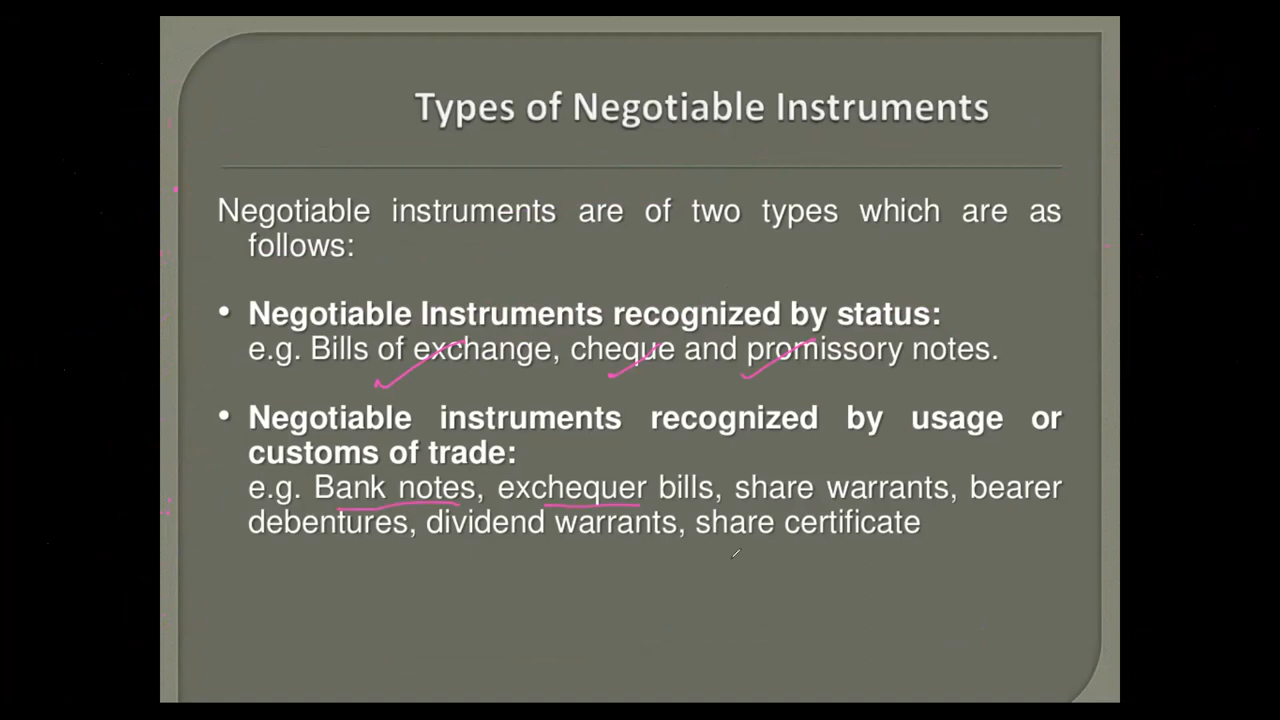 Types of Negotiable Instruments
Negotiable instruments are of two types which are as
follows:
• Negotiable Instruments recognized by status:
e.g. Bills of exchange, cheque and promissory notes.
• Negotiable instruments recognized by usage or
customs of trade:
e.g. Bank notes, exchequer bills, share warrants, bearer
debentures, dividend warrants, share certificate